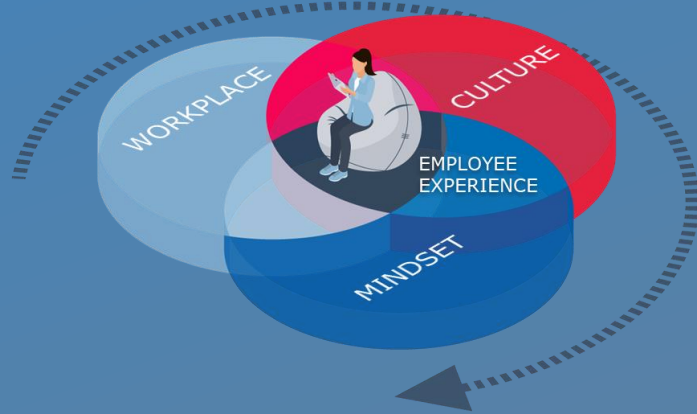 WORKPLACE
CULTURE
EMPLOYEE
EXPERIENCE
MINDSET